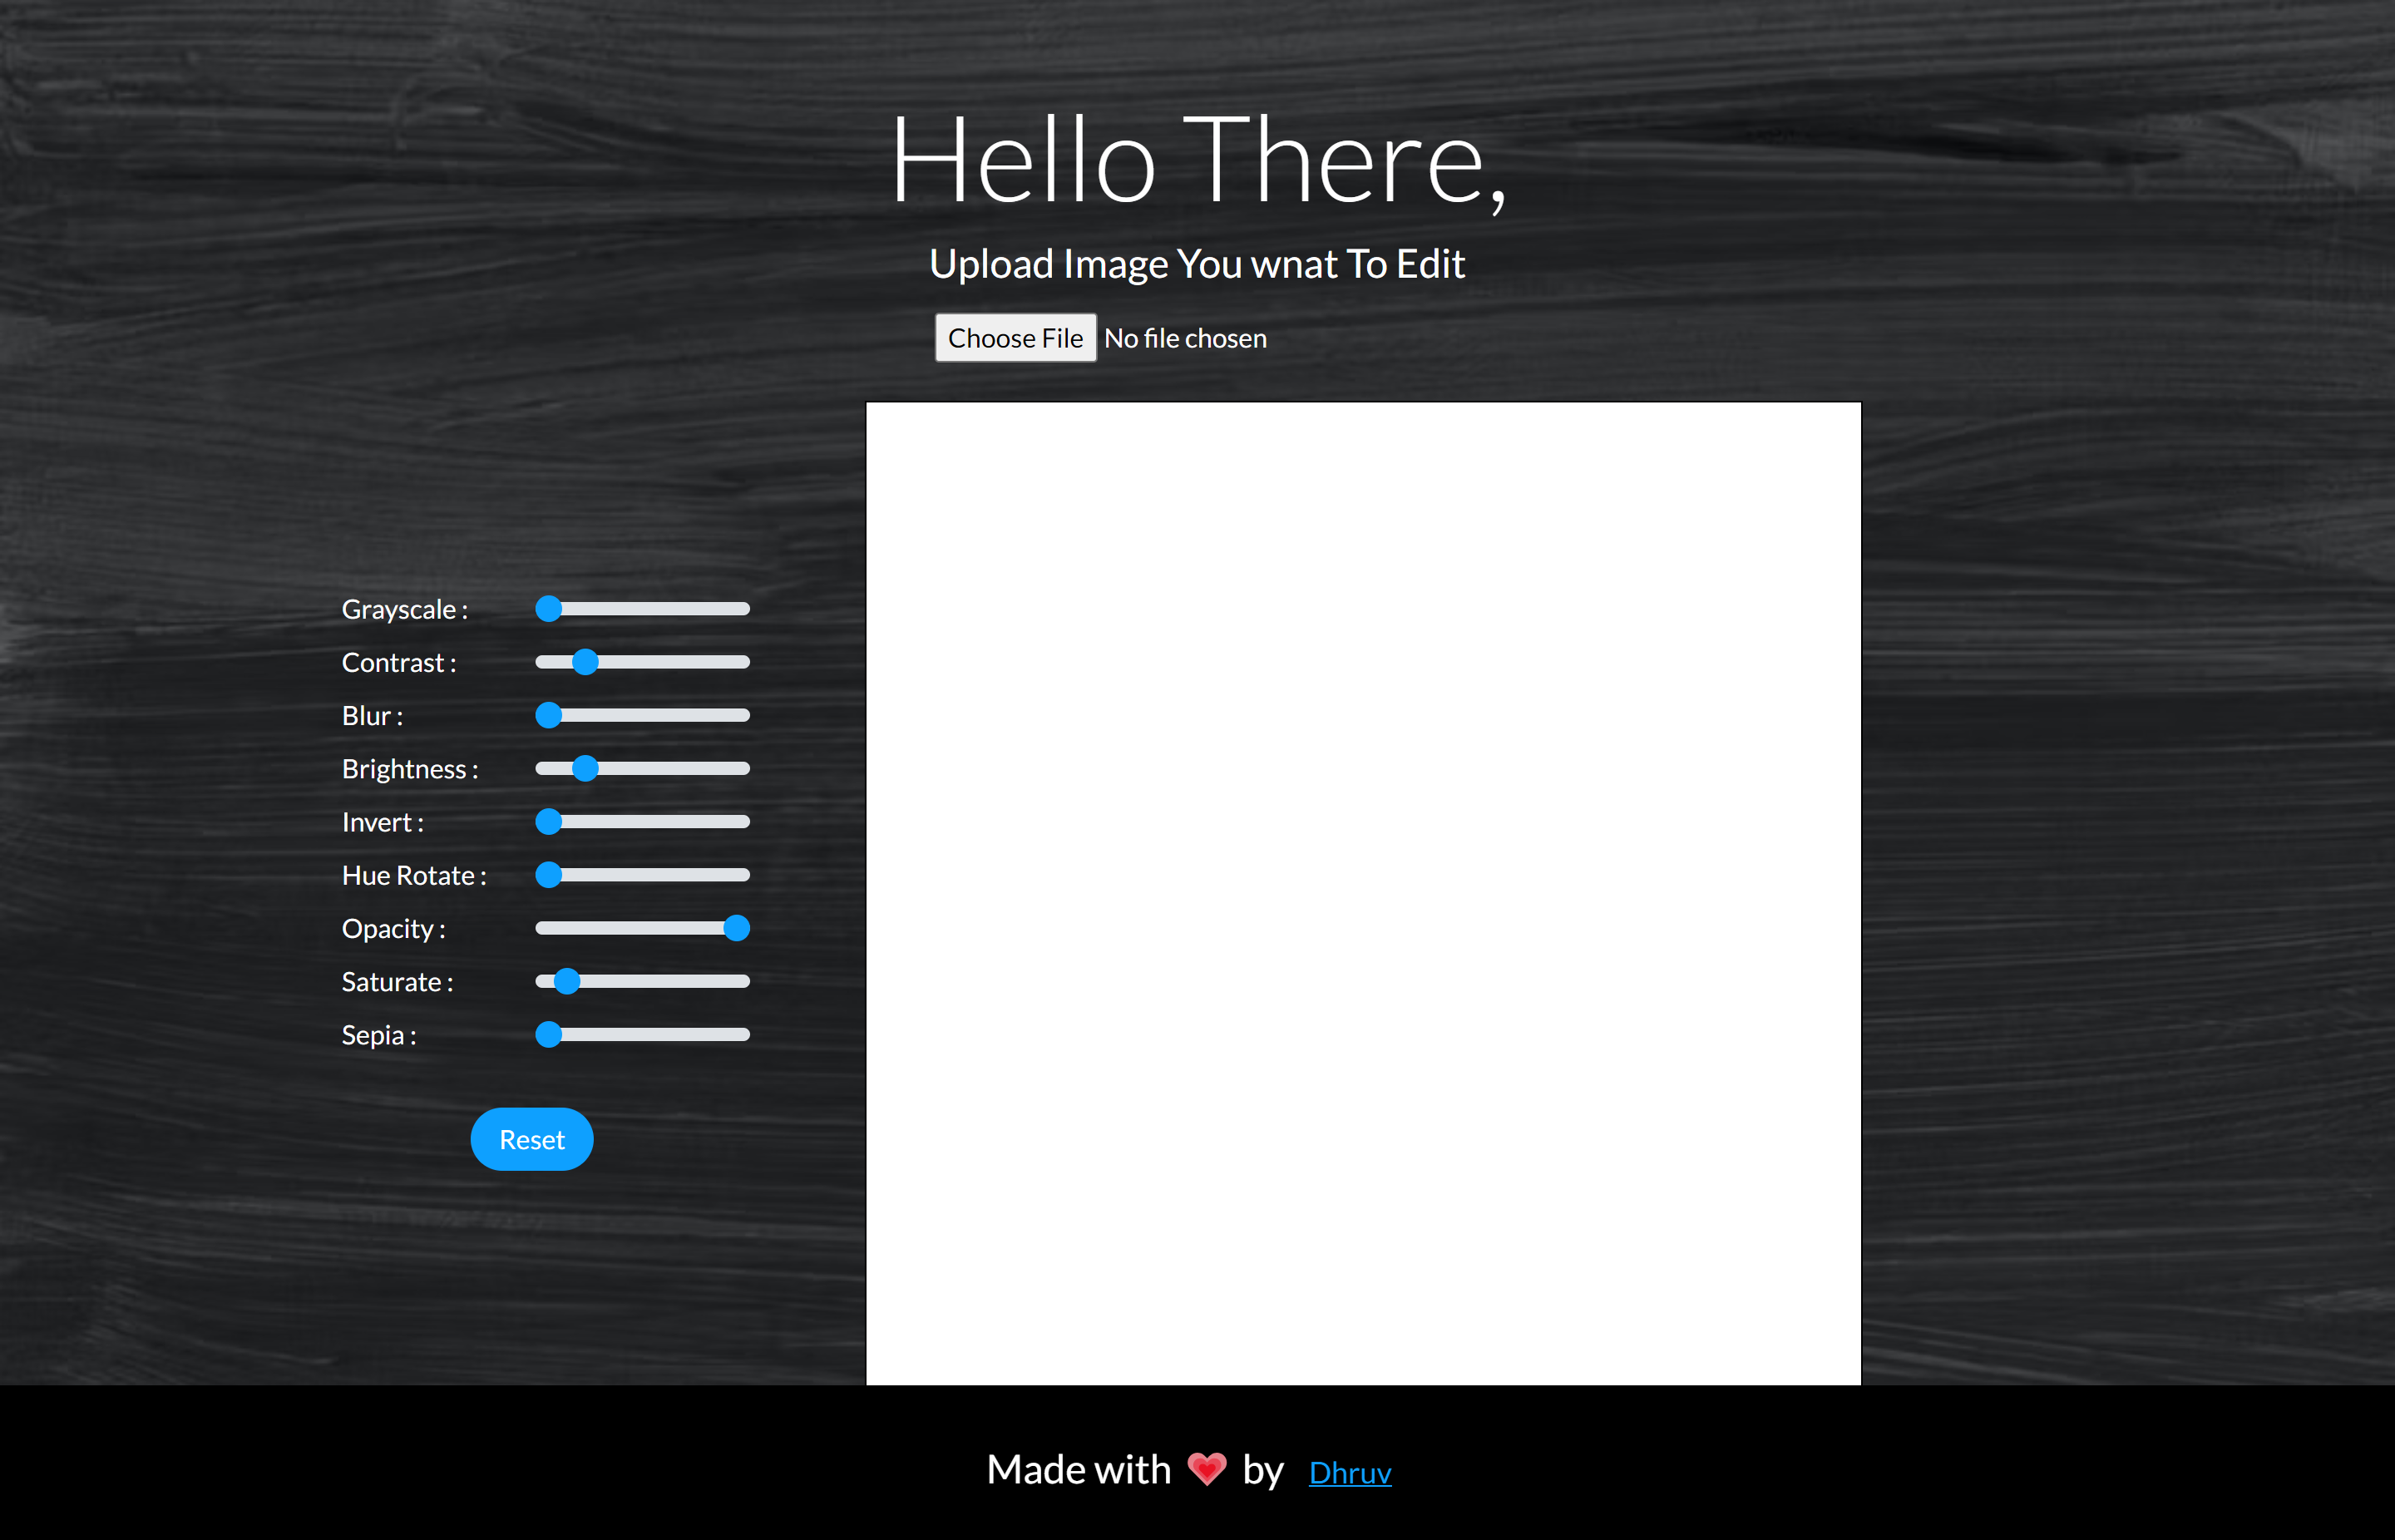 Hello There,
Upload Image You wnat To Edit
Choose File No file chosen
Grayscale :
Contrast :
Blur :
Brightness :
Invert :
Hue Rotate :
Opacity :
Saturate :
Sepia :
Reset
Made with 💗 by Dhruv